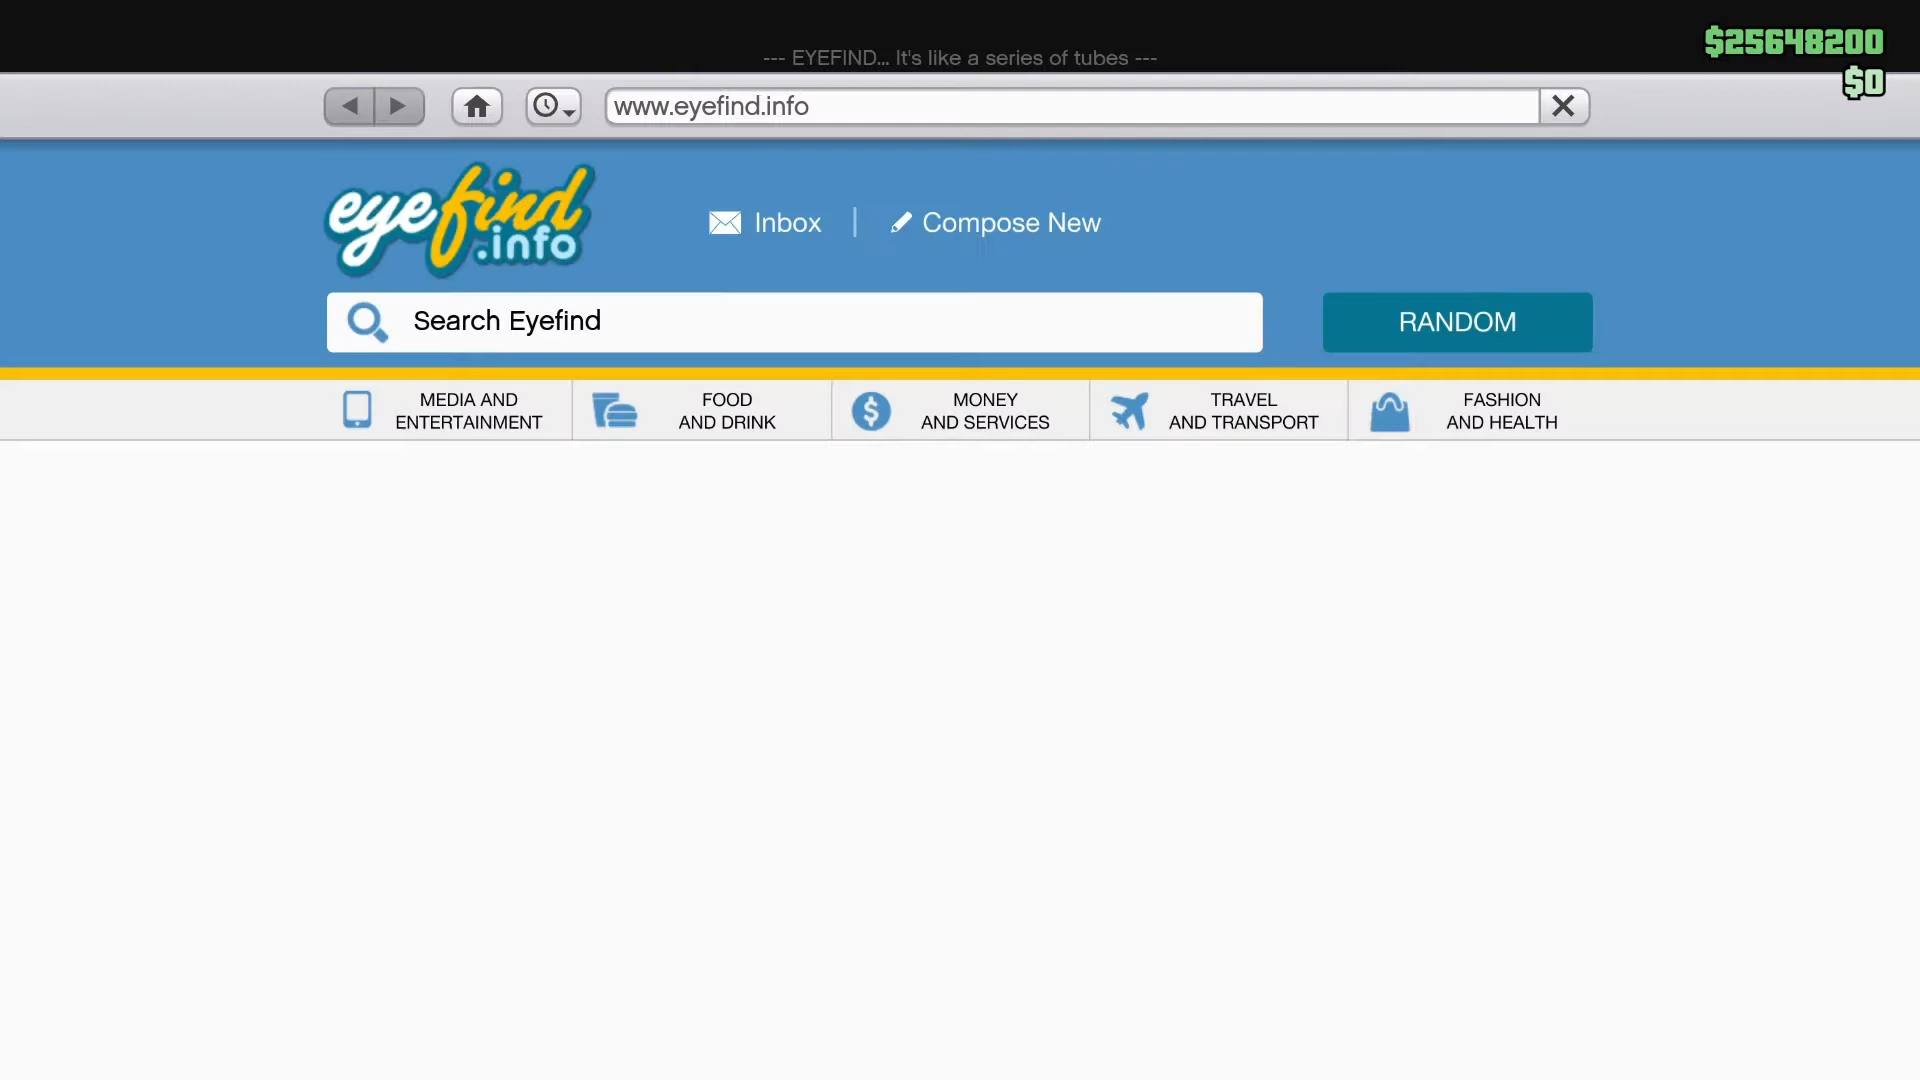 $25648200
--- EYEFIND... It's like a series of tubes ---
$0
www.eyefind.info
eyefind
.info
Inbox | Compose New
Search Eyefind
RANDOM
MEDIA AND
ENTERTAINMENT
FOOD
AND DRINK
MONEY
AND SERVICES
TRAVEL
AND TRANSPORT
FASHION
AND HEALTH